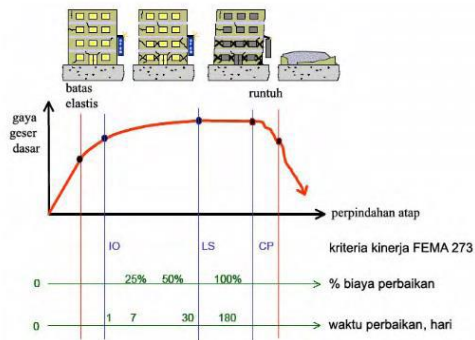 batas
elastis
runtuh
gaya
geser
dasar
perpindahan atap
IO LS CP kriteria kinerja FEMA 273
0 25% 50% 100% % biaya perbaikan
0 1 7 30 180 waktu perbaikan, hari